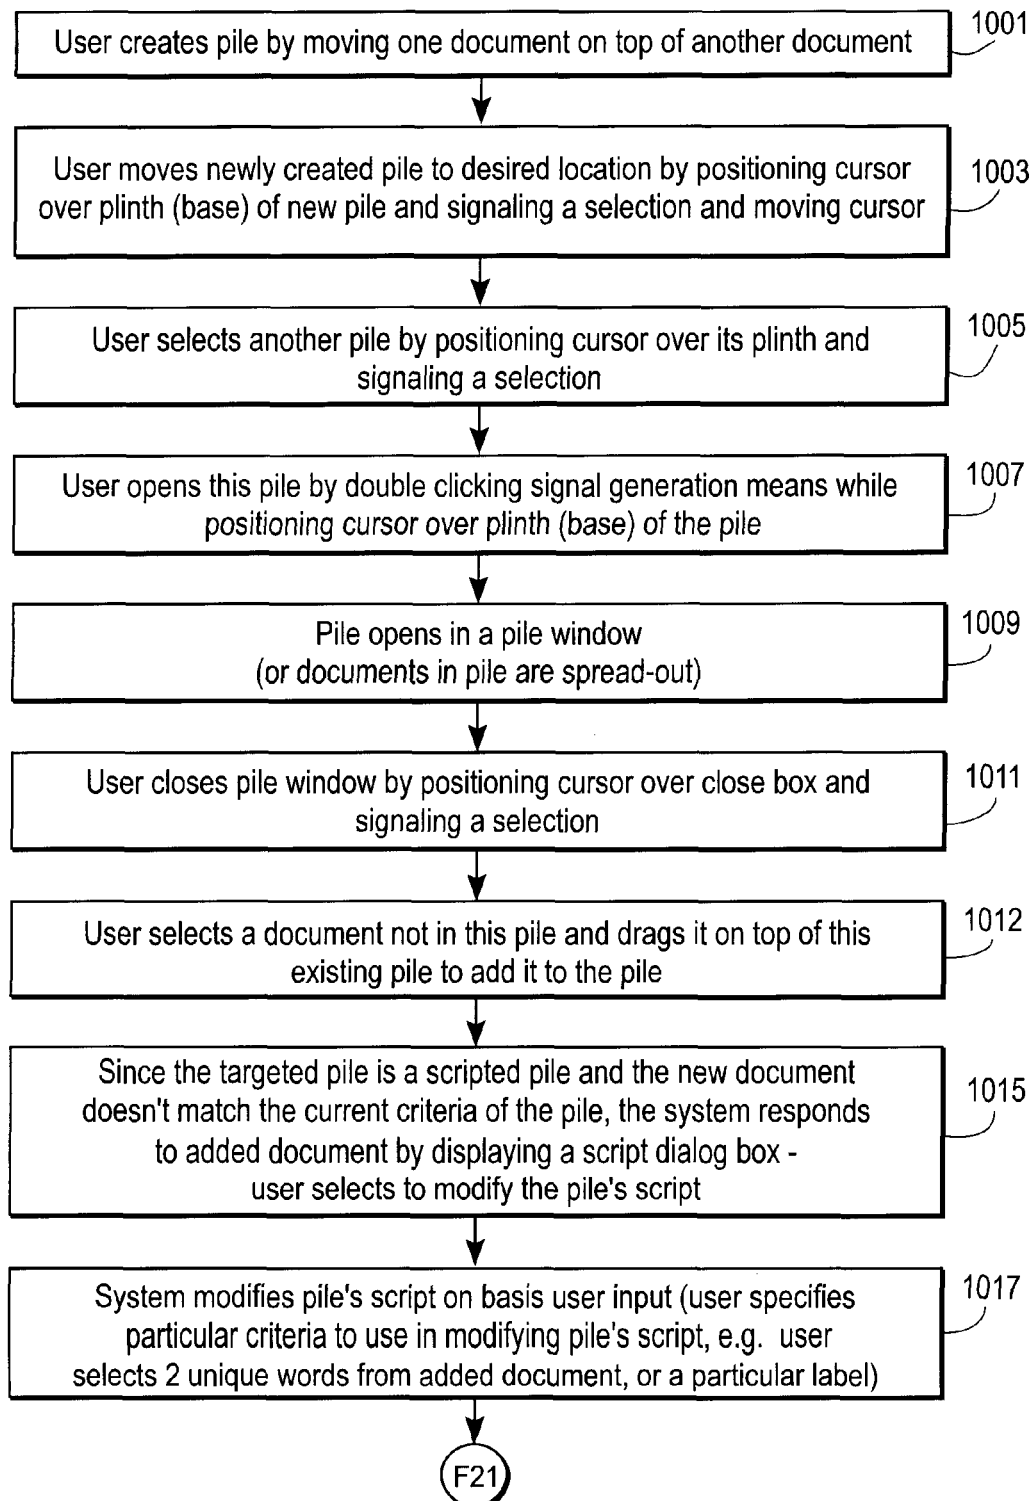 User creates pile by moving one document on top of another document
1001
User moves newly created pile to desired location by positioning cursor
over plinth (base) of new pile and signaling a selection and moving cursor
1003
User selects another pile by positioning cursor over its plinth and
signaling a selection
1005
User opens this pile by double clicking signal generation means while
positioning cursor over plinth (base) of the pile
1007
Pile opens in a pile window
(or documents in pile are spread-out)
1009
User closes pile window by positioning cursor over close box and
signaling a selection
1011
User selects a document not in this pile and drags it on top of this
existing pile to add it to the pile
1012
Since the targeted pile is a scripted pile and the new document
doesn't match the current criteria of the pile, the system responds
to added document by displaying a script dialog box -
user selects to modify the pile's script
1015
System modifies pile's script on basis user input (user specifies
particular criteria to use in modifying pile's script, e.g. user
selects 2 unique words from added document, or a particular label)
1017
F21